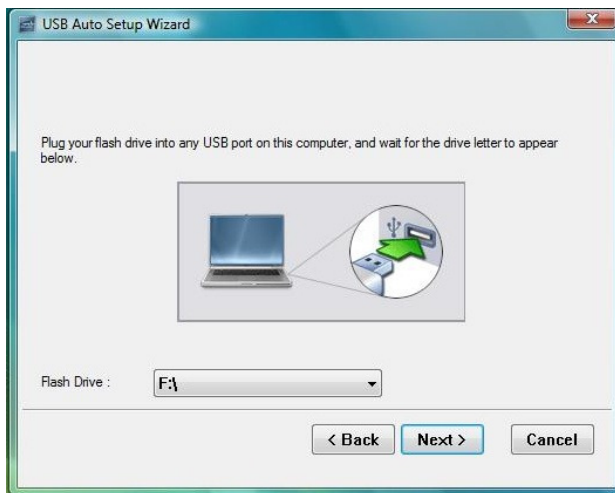 USB Auto Setup Wizard
Plug your flash drive into any USB port on this computer, and wait for the drive letter to appear
below.
Flash Drive :
F:\
< Back
Next >
Cancel